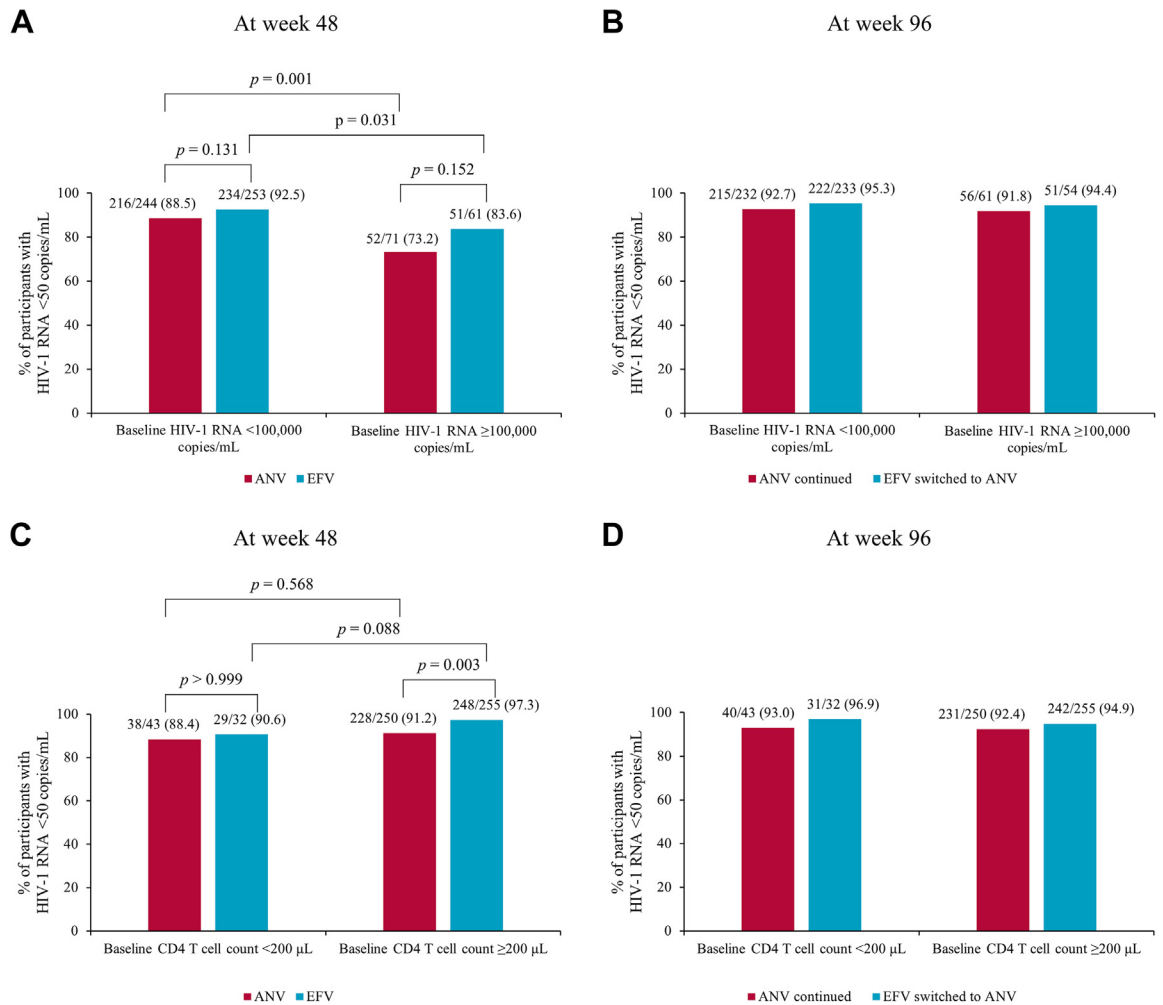 A
At week 48
p = 0.001
p = 0.031
p = 0.131
p = 0.152
216/244 (88.5)
234/253 (92.5)
52/71 (73.2)
51/61 (83.6)
% of participants with
HIV-1 RNA <50 copies/mL
100
80
60
40
20
0
Baseline HIV-1 RNA <100,000
copies/mL
Baseline HIV-1 RNA ≥100,000
copies/mL
ANV
EFV
B
At week 96
215/232 (92.7)
222/233 (95.3)
56/61 (91.8)
51/54 (94.4)
% of participants with
HIV-1 RNA <50 copies/mL
100
80
60
40
20
0
Baseline HIV-1 RNA <100,000
copies/mL
Baseline HIV-1 RNA ≥100,000
copies/mL
ANV continued
EFV switched to ANV
C
At week 48
p = 0.568
p = 0.088
p > 0.999
p = 0.003
38/43 (88.4)
29/32 (90.6)
228/250 (91.2)
248/255 (97.3)
% of participants with
HIV-1 RNA <50 copies/mL
100
80
60
40
20
0
Baseline CD4 T cell count <200 µL
Baseline CD4 T cell count ≥200 µL
ANV
EFV
D
At week 96
40/43 (93.0)
31/32 (96.9)
231/250 (92.4)
242/255 (94.9)
% of participants with
HIV-1 RNA <50 copies/mL
100
80
60
40
20
0
Baseline CD4 T cell count <200 µL
Baseline CD4 T cell count ≥200 µL
ANV continued
EFV switched to ANV